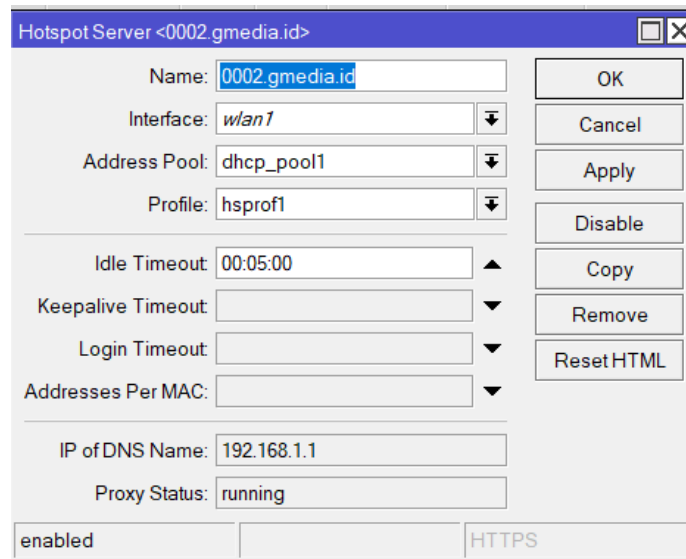 Hotspot Server <0002.gmedia.id>
Name: 0002.gmedia.id
OK
Interface: wlan1
Cancel
Address Pool: dhcp_pool1
Apply
Profile: hsprof1
Disable
Idle Timeout: 00:05:00
Copy
Keepalive Timeout:
Remove
Login Timeout:
Reset HTML
Addresses Per MAC:
IP of DNS Name: 192.168.1.1
Proxy Status: running
enabled
HTTPS